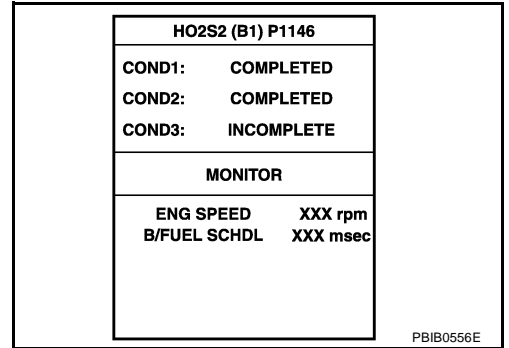 HO2S2 (B1) P1146
COND1: COMPLETED
COND2: COMPLETED
COND3: INCOMPLETE
MONITOR
ENG SPEED XXX rpm
B/FUEL SCHDL XXX msec
PBIB0556E